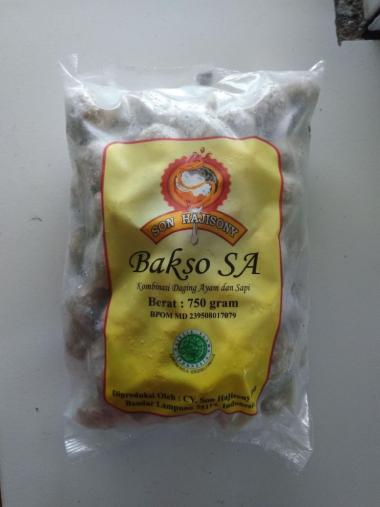 SON HAJISONY
Bakso SA
Kombinasi Daging Ayam dan Sapi
Berat : 750 gram
BPOM MD 239508017079
Diproduksi Oleh : CV. Son Hajisony
Bandar Lampung Indonesia